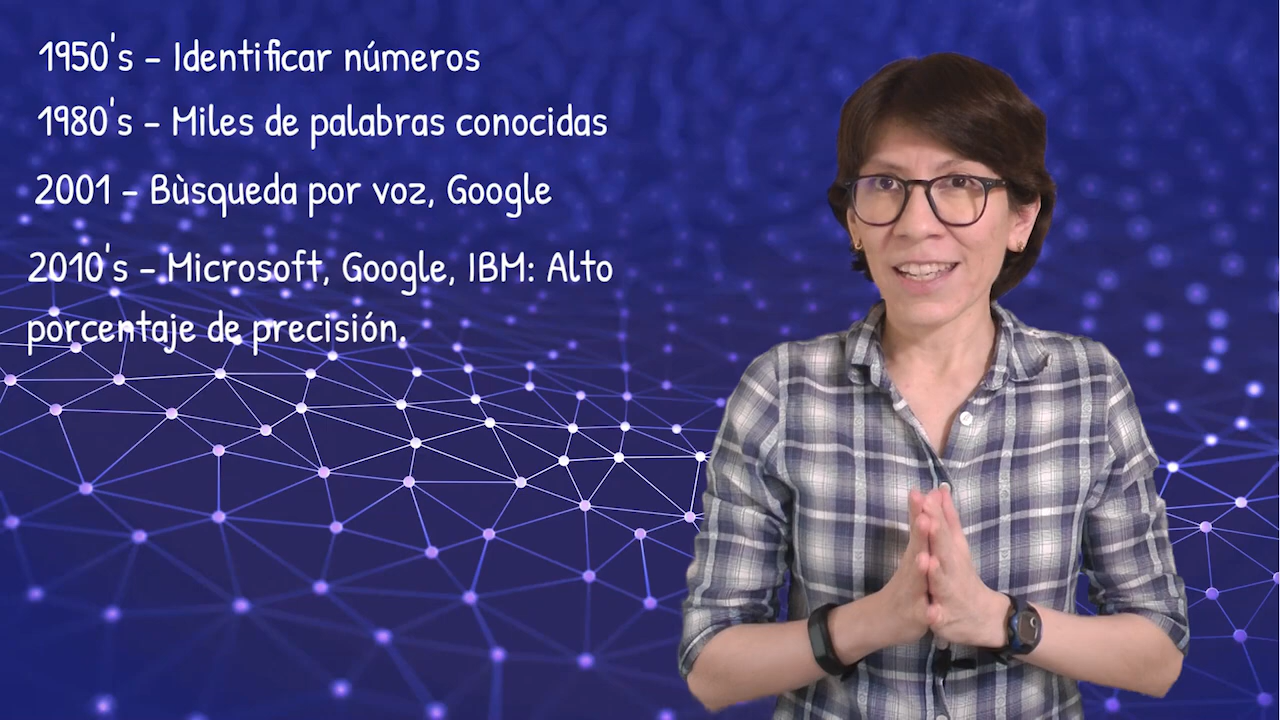 1950's - Identificar números
1980's - Miles de palabras conocidas
2001 - Bùsqueda por voz, Google
2010's - Microsoft, Google, IBM: Alto
porcentaje de precisión.